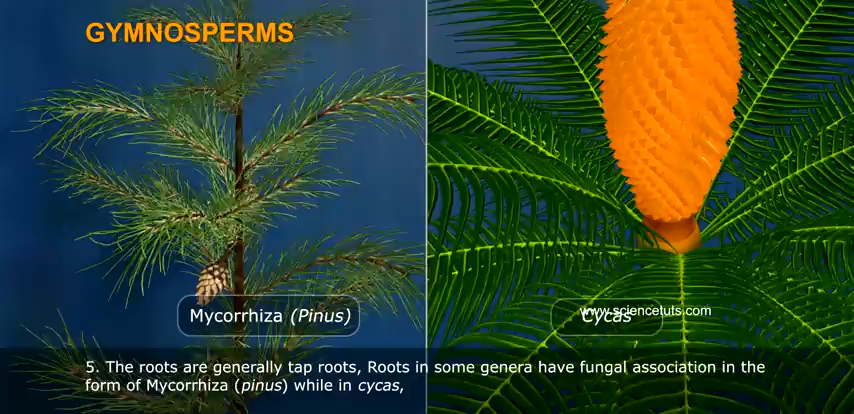 GYMNOSPERMS
Mycorrhiza (Pinus)
Cycas
www.sciencetuts.com
5. The roots are generally tap roots, Roots in some genera have fungal association in the
form of Mycorrhiza (pinus) while in cycas,